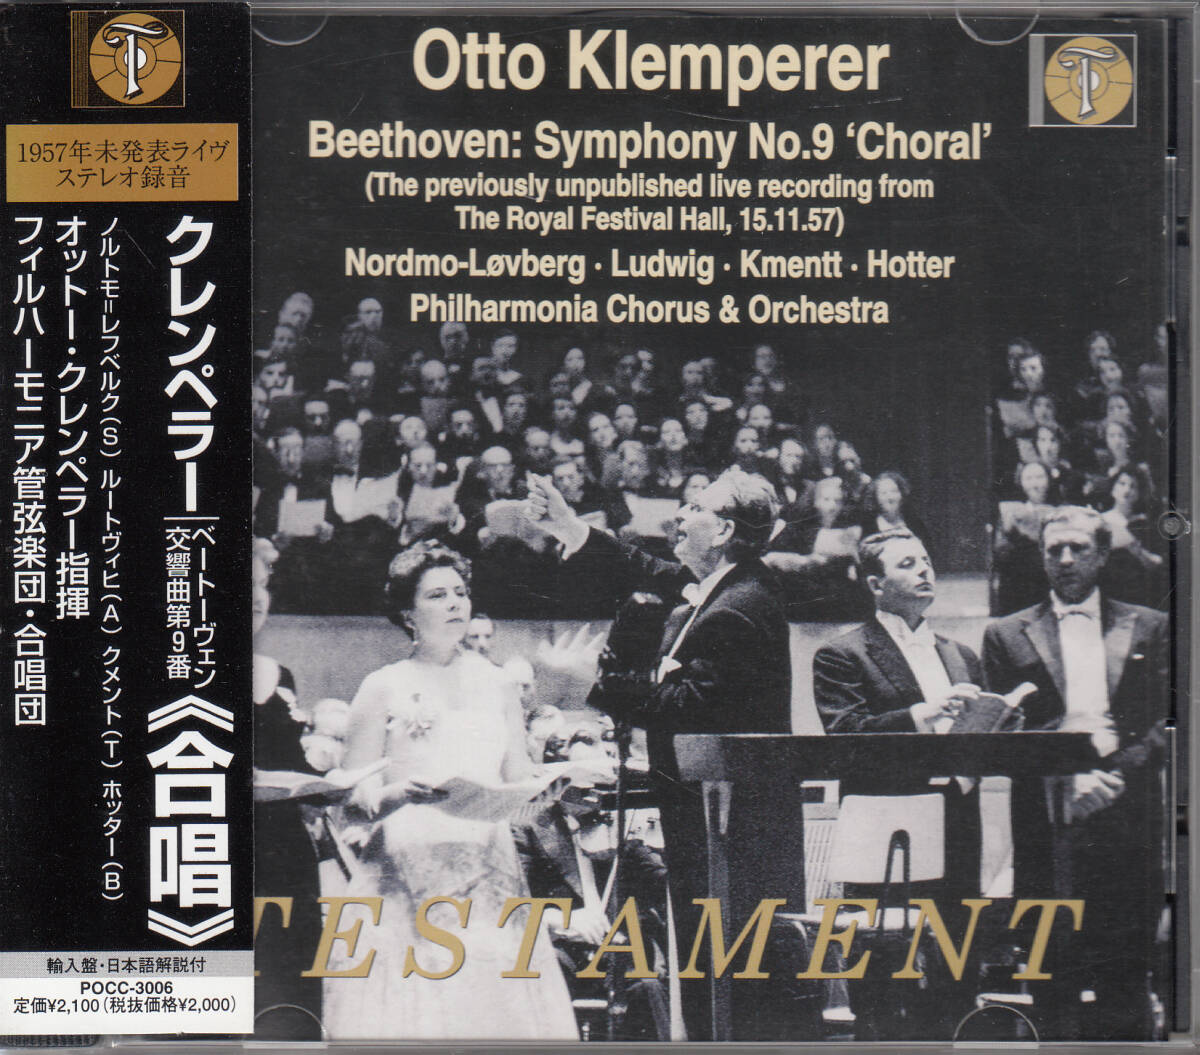 1957年未発表ライヴ
ステレオ録音
クレンペラー
ベートーヴェン
交響曲第9番
《合唱》
ノルトモ=レフベルク(S) ルートヴィヒ(A) クメント(T) ホッター(B)
オットー・クレンペラー指揮
フィルハーモニア管弦楽団・合唱団
輸入盤・日本語解説付
POCC-3006
定価¥2,100(税抜価格¥2,000)
Otto Klemperer
Beethoven: Symphony No.9 ‘Choral’
(The previously unpublished live recording from
The Royal Festival Hall, 15.11.57)
Nordmo-Løvberg · Ludwig · Kmentt · Hotter
Philharmonia Chorus & Orchestra
TESTAMENT